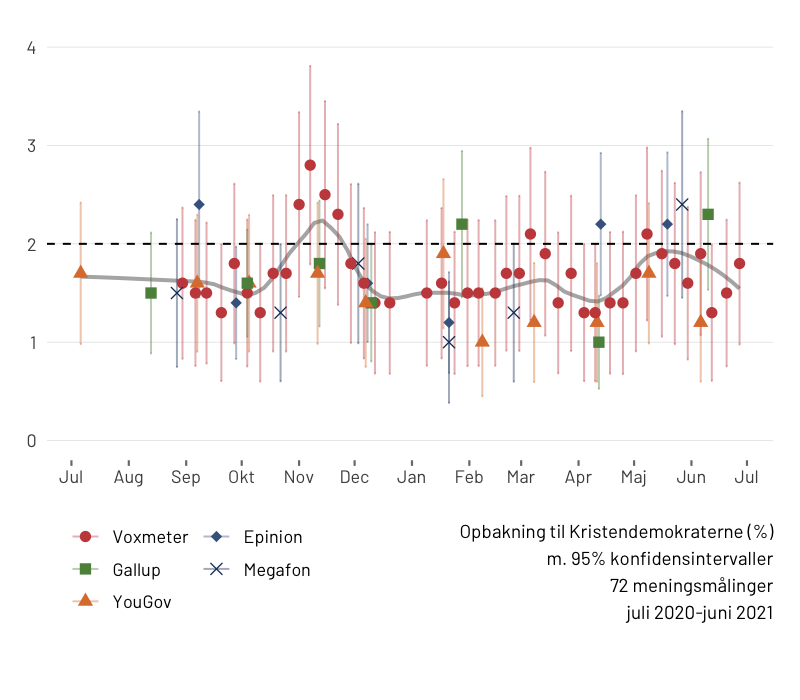 4
3
2
1
0
Jul Aug Sep Okt Nov Dec Jan Feb Mar Apr Maj Jun Jul
Voxmeter Epinion
Gallup Megafon
YouGov
Opbakning til Kristendemokraterne (%)
m. 95% konfidensintervaller
72 meningsmålinger
juli 2020-juni 2021